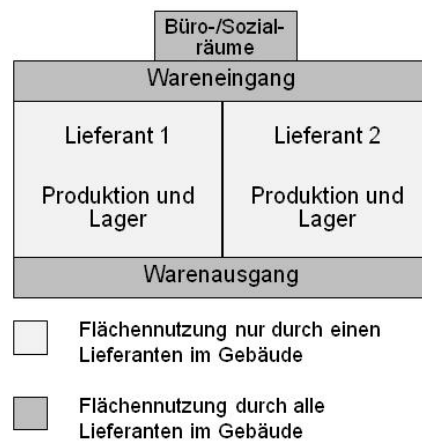 Büro-/Sozial-
räume
Wareneingang
Lieferant 1
Lieferant 2
Produktion und
Lager
Produktion und
Lager
Warenausgang
Flächennutzung nur durch einen
Lieferanten im Gebäude
Flächennutzung durch alle
Lieferanten im Gebäude